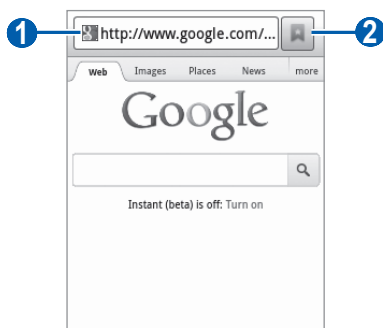 1 http://www.google.com/... 2
Web Images Places News more
Google
Instant (beta) is off: Turn on